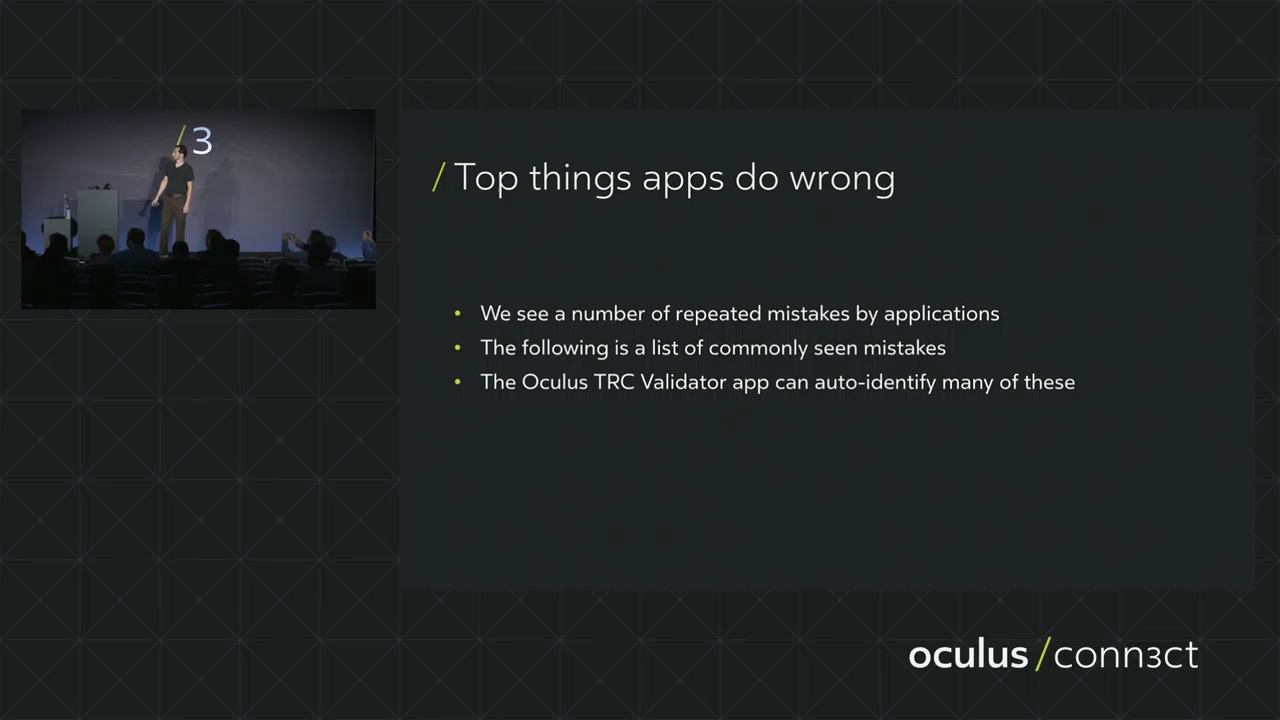 /3
/ Top things apps do wrong
• We see a number of repeated mistakes by applications
• The following is a list of commonly seen mistakes
• The Oculus TRC Validator app can auto-identify many of these
oculus /conn3ct